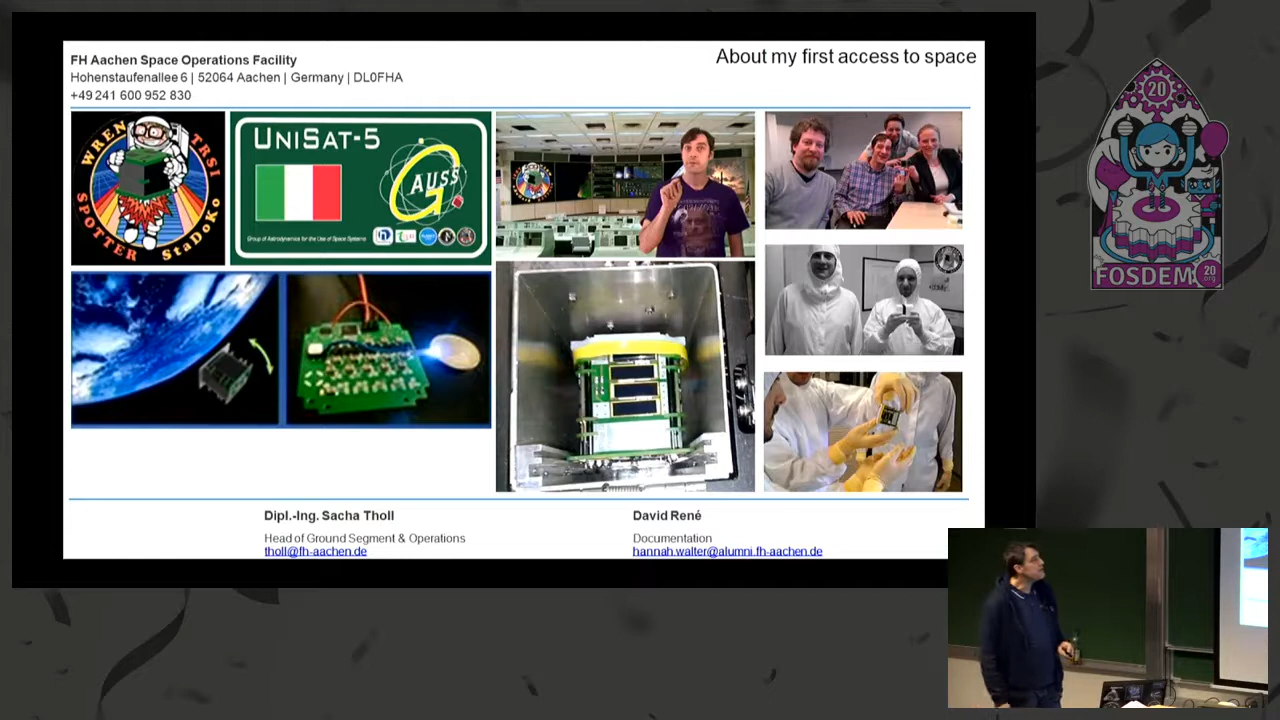 FH Aachen Space Operations Facility
Hohenstaufenallee 6 | 52064 Aachen | Germany | DL0FHA
+49 241 600 952 830
About my first access to space
WREN
TRSI
SPOTTER
StaDoKo
UNISAT-5
GAUSS
Group of Astrodynamics for the Use of Space Systems
Dipl.-Ing. Sacha Tholl
Head of Ground Segment & Operations
tholl@fh-aachen.de
David René
Documentation
hannah.walter@alumni.fh-aachen.de
20
FOSDEM
20
.org